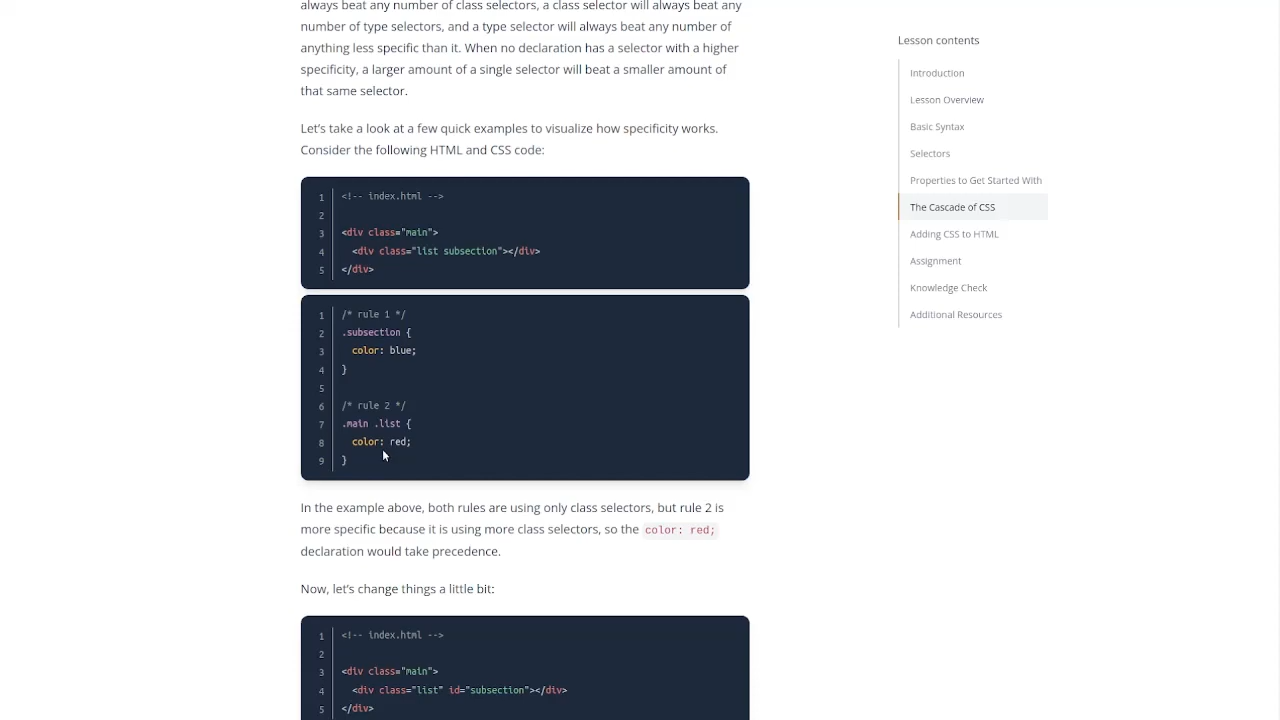 always beat any number of class selectors, a class selector will always beat any
number of type selectors, and a type selector will always beat any number of
anything less specific than it. When no declaration has a selector with a higher
specificity, a larger amount of a single selector will beat a smaller amount of
that same selector.
Let's take a look at a few quick examples to visualize how specificity works.
Consider the following HTML and CSS code:
1 <!-- index.html -->
2
3 <div class="main">
4   <div class="list subsection"></div>
5 </div>
1 /* rule 1 */
2 .subsection {
3   color: blue;
4 }
5
6 /* rule 2 */
7 .main .list {
8   color: red;
9 }
In the example above, both rules are using only class selectors, but rule 2 is
more specific because it is using more class selectors, so the color: red;
declaration would take precedence.
Now, let's change things a little bit:
1 <!-- index.html -->
2
3 <div class="main">
4   <div class="list" id="subsection"></div>
5 </div>
Lesson contents
Introduction
Lesson Overview
Basic Syntax
Selectors
Properties to Get Started With
The Cascade of CSS
Adding CSS to HTML
Assignment
Knowledge Check
Additional Resources